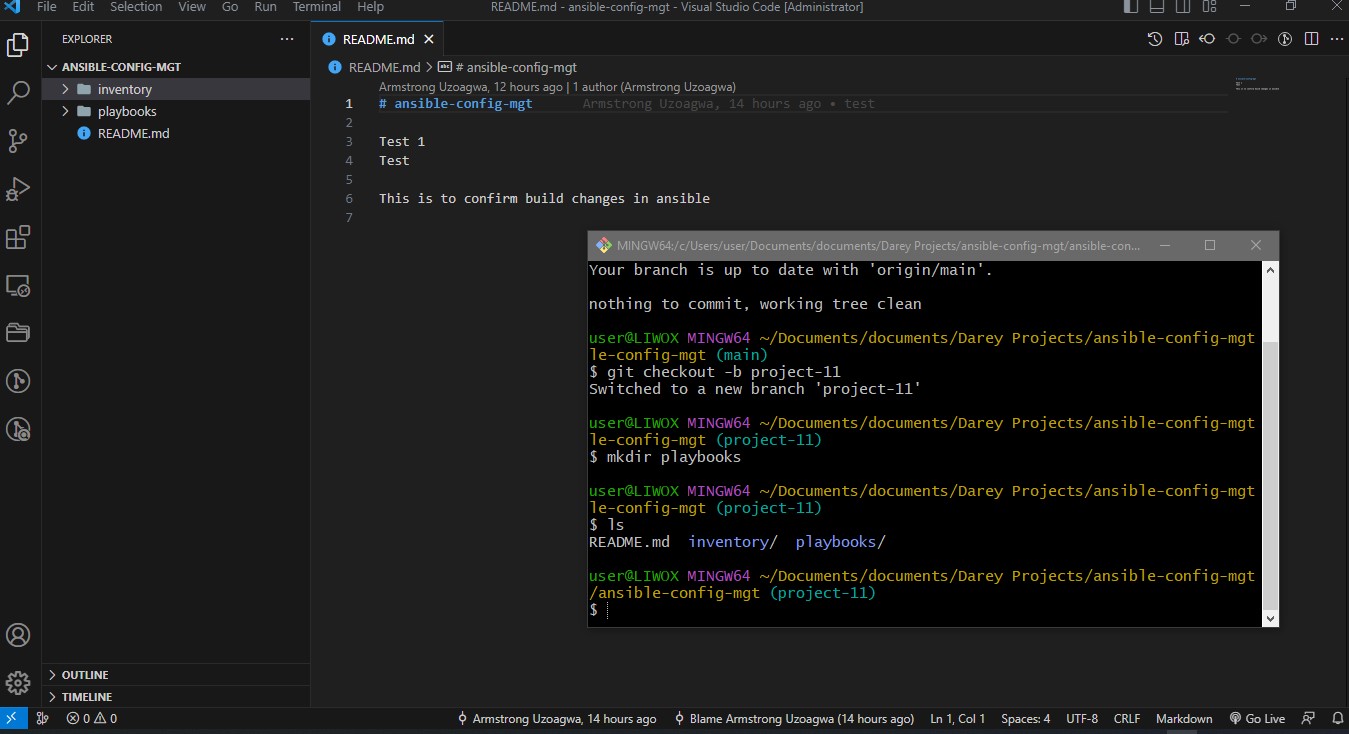 File Edit Selection View Go Run Terminal Help README.md - ansible-config-mgt - Visual Studio Code [Administrator]
EXPLORER
ANSIBLE-CONFIG-MGT
inventory
playbooks
README.md
OUTLINE
TIMELINE
README.md
README.md > # ansible-config-mgt
Armstrong Uzoagwa, 12 hours ago | 1 author (Armstrong Uzoagwa)
1 # ansible-config-mgt Armstrong Uzoagwa, 14 hours ago • test
2
3 Test 1
4 Test
5
6 This is to confirm build changes in ansible
7
MINGW64:/c/Users/user/Documents/documents/Darey Projects/ansible-config-mgt/ansible-con...
Your branch is up to date with 'origin/main'.
nothing to commit, working tree clean
user@LIWOX MINGW64 ~/Documents/documents/Darey Projects/ansible-config-mgt
le-config-mgt (main)
$ git checkout -b project-11
Switched to a new branch 'project-11'
user@LIWOX MINGW64 ~/Documents/documents/Darey Projects/ansible-config-mgt
le-config-mgt (project-11)
$ mkdir playbooks
user@LIWOX MINGW64 ~/Documents/documents/Darey Projects/ansible-config-mgt
le-config-mgt (project-11)
$ ls
README.md inventory/ playbooks/
user@LIWOX MINGW64 ~/Documents/documents/Darey Projects/ansible-config-mgt
/ansible-config-mgt (project-11)
$
0 0 Armstrong Uzoagwa, 14 hours ago Blame Armstrong Uzoagwa (14 hours ago) Ln 1, Col 1 Spaces: 4 UTF-8 CRLF Markdown Go Live